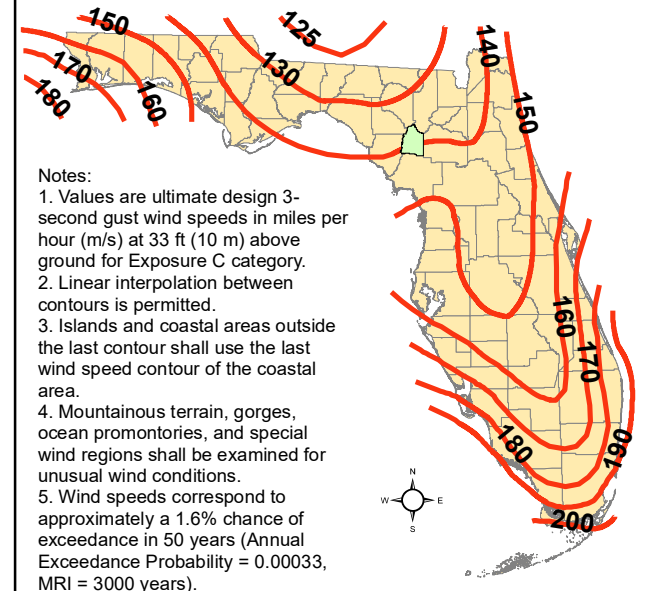 150
125
130
140
170
180
160
150
Notes:
1. Values are ultimate design 3-
second gust wind speeds in miles per
hour (m/s) at 33 ft (10 m) above
ground for Exposure C category.
2. Linear interpolation between
contours is permitted.
3. Islands and coastal areas outside
the last contour shall use the last
wind speed contour of the coastal
area.
4. Mountainous terrain, gorges,
ocean promontories, and special
wind regions shall be examined for
unusual wind conditions.
5. Wind speeds correspond to
approximately a 1.6% chance of
exceedance in 50 years (Annual
Exceedance Probability = 0.00033,
MRI = 3000 years).
160
170
180
190
200
N
W E
S